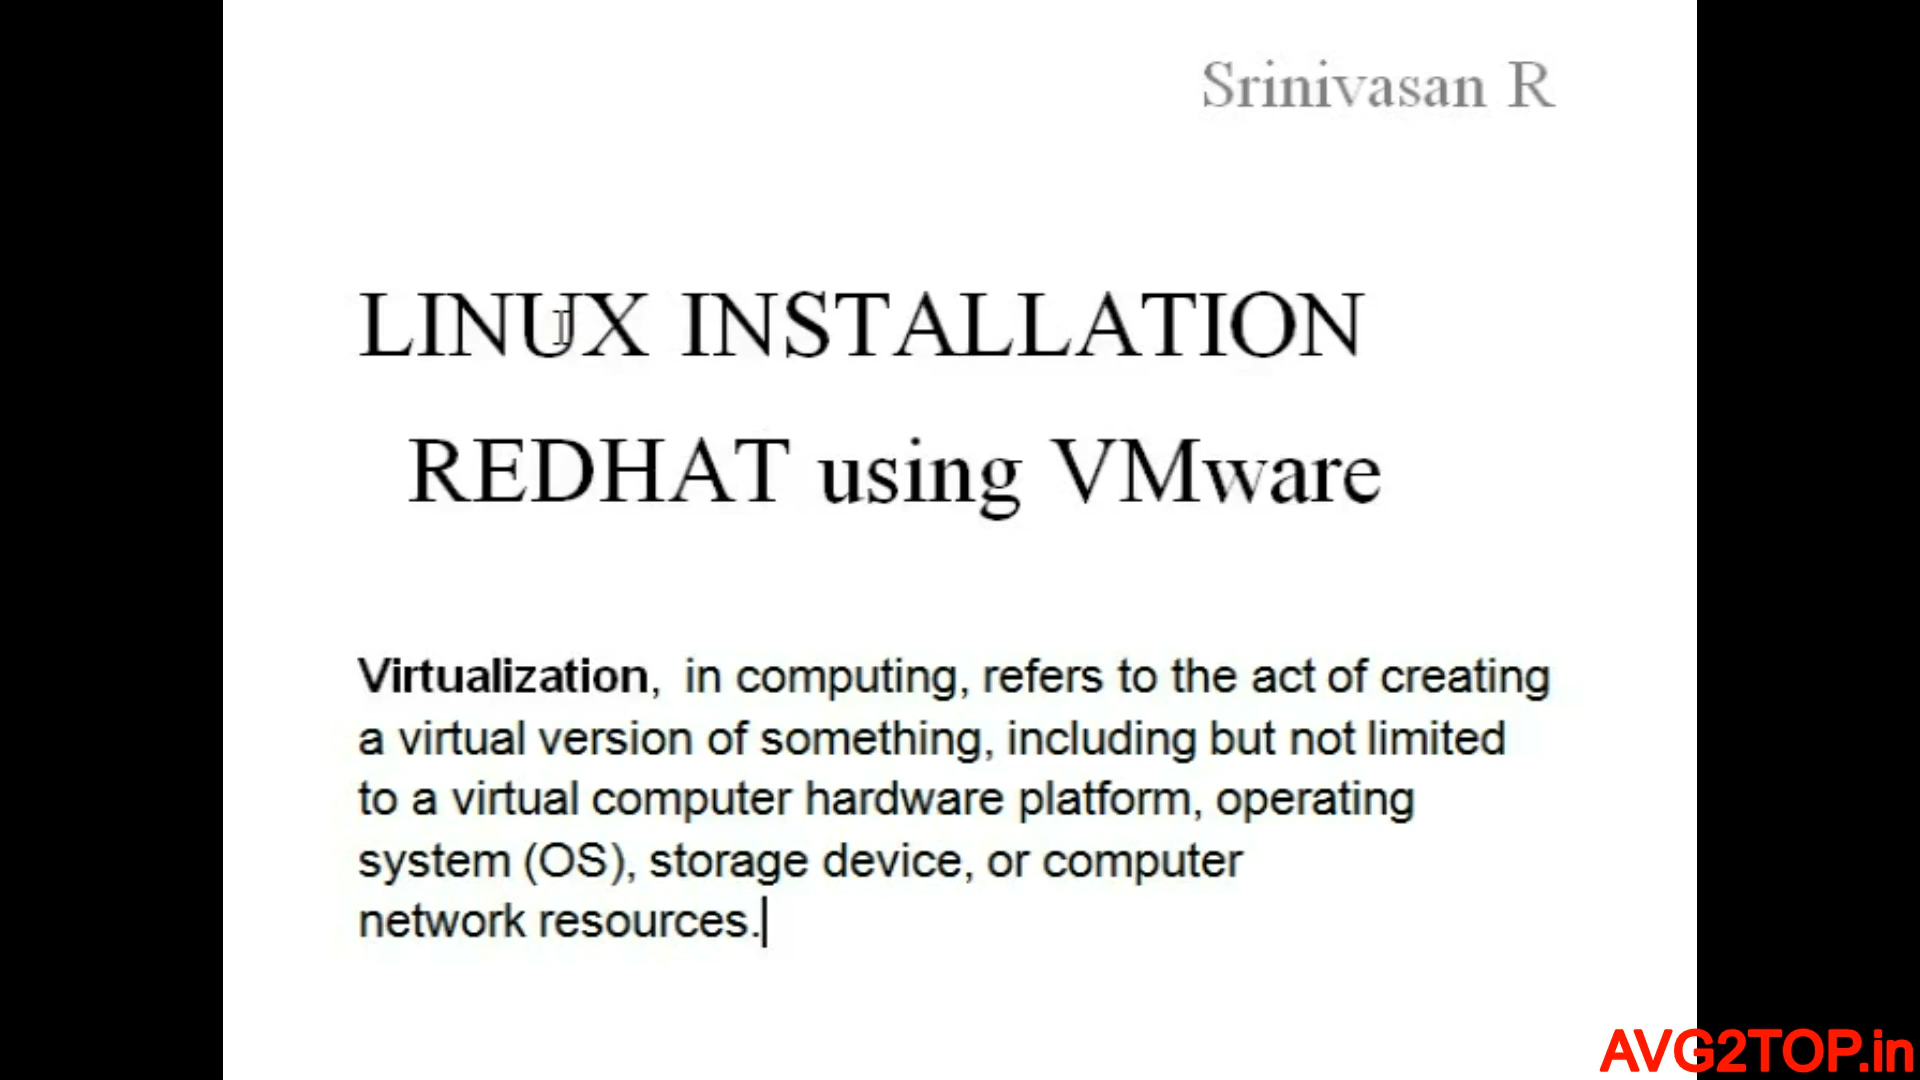 Srinivasan R
LINUX INSTALLATION
REDHAT using VMware
Virtualization, in computing, refers to the act of creating
a virtual version of something, including but not limited
to a virtual computer hardware platform, operating
system (OS), storage device, or computer
network resources.
AVG2TOP.in